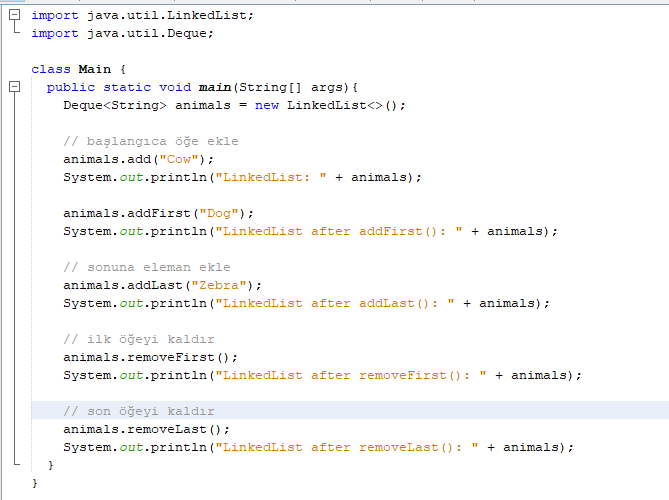 import java.util.LinkedList;
import java.util.Deque;
class Main {
public static void main(String[] args){
Deque<String> animals = new LinkedList<>();
// başlangıca öğe ekle
animals.add("Cow");
System.out.println("LinkedList: " + animals);
animals.addFirst("Dog");
System.out.println("LinkedList after addFirst(): " + animals);
// sonuna eleman ekle
animals.addLast("Zebra");
System.out.println("LinkedList after addLast(): " + animals);
// ilk öğeyi kaldır
animals.removeFirst();
System.out.println("LinkedList after removeFirst(): " + animals);
// son öğeyi kaldır
animals.removeLast();
System.out.println("LinkedList after removeLast(): " + animals);
}
}